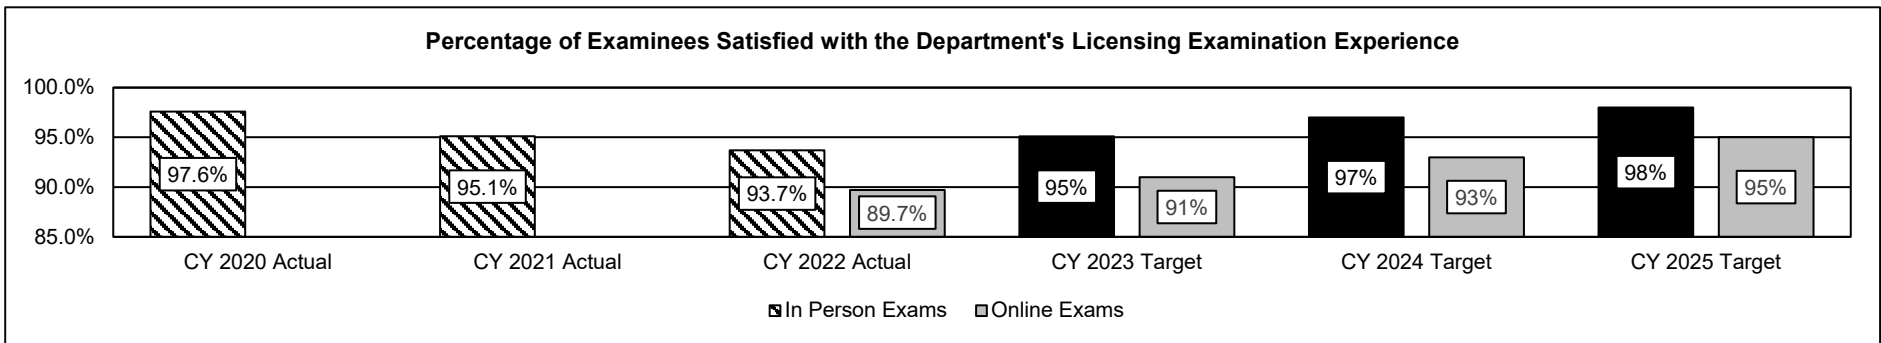 Percentage of Examinees Satisfied with the Department's Licensing Examination Experience
100.0%
95.0%
90.0%
85.0%
97.6%
95.1%
93.7%
89.7%
95%
91%
97%
93%
98%
95%
CY 2020 Actual
CY 2021 Actual
CY 2022 Actual
CY 2023 Target
CY 2024 Target
CY 2025 Target
In Person Exams
Online Exams